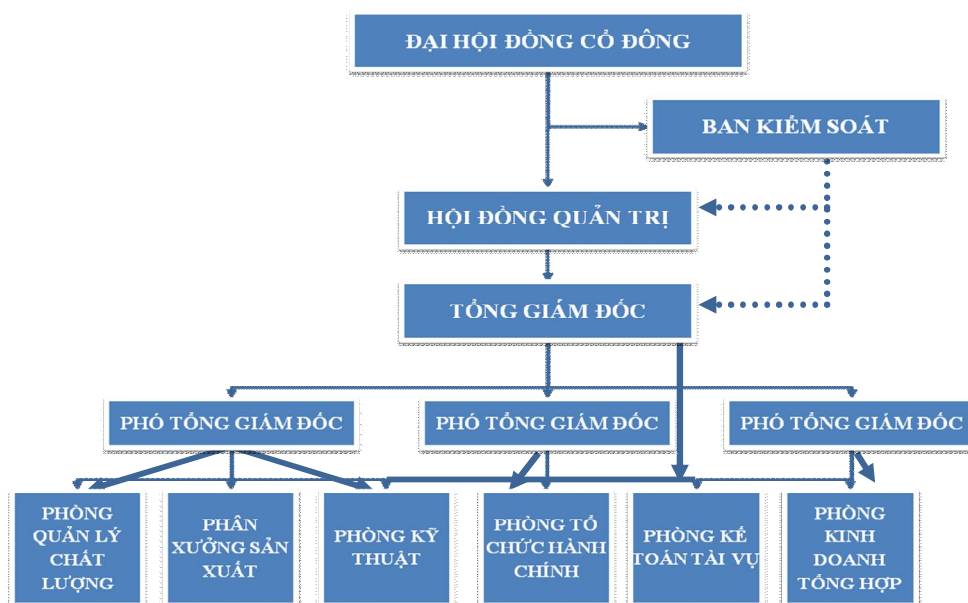 ĐẠI HỘI ĐỒNG CỔ ĐÔNG
BAN KIỂM SOÁT
HỘI ĐỒNG QUẢN TRỊ
TỔNG GIÁM ĐỐC
PHÓ TỔNG GIÁM ĐỐC
PHÓ TỔNG GIÁM ĐỐC
PHÓ TỔNG GIÁM ĐỐC
PHÒNG
QUẢN LÝ
CHẤT
LƯỢNG
PHÂN
XƯỞNG SẢN
XUẤT
PHÒNG KỸ
THUẬT
PHÒNG TỔ
CHỨC HÀNH
CHÍNH
PHÒNG KẾ
TOÁN TÀI VỤ
PHÒNG
KINH
DOANH
TỔNG HỢP